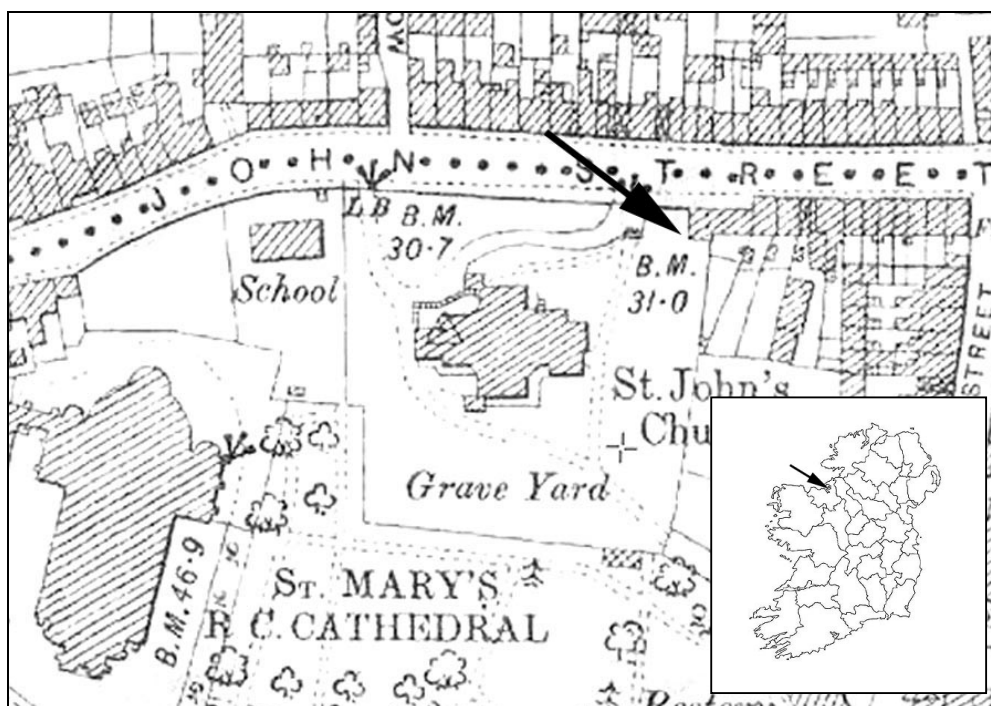 JOHN STREET
L B
B.M.
30·7
School
B.M.
31·0
St. John's
Chu
STREET
Grave Yard
B.M. 46·9
ST. MARY'S
R C. CATHEDRAL